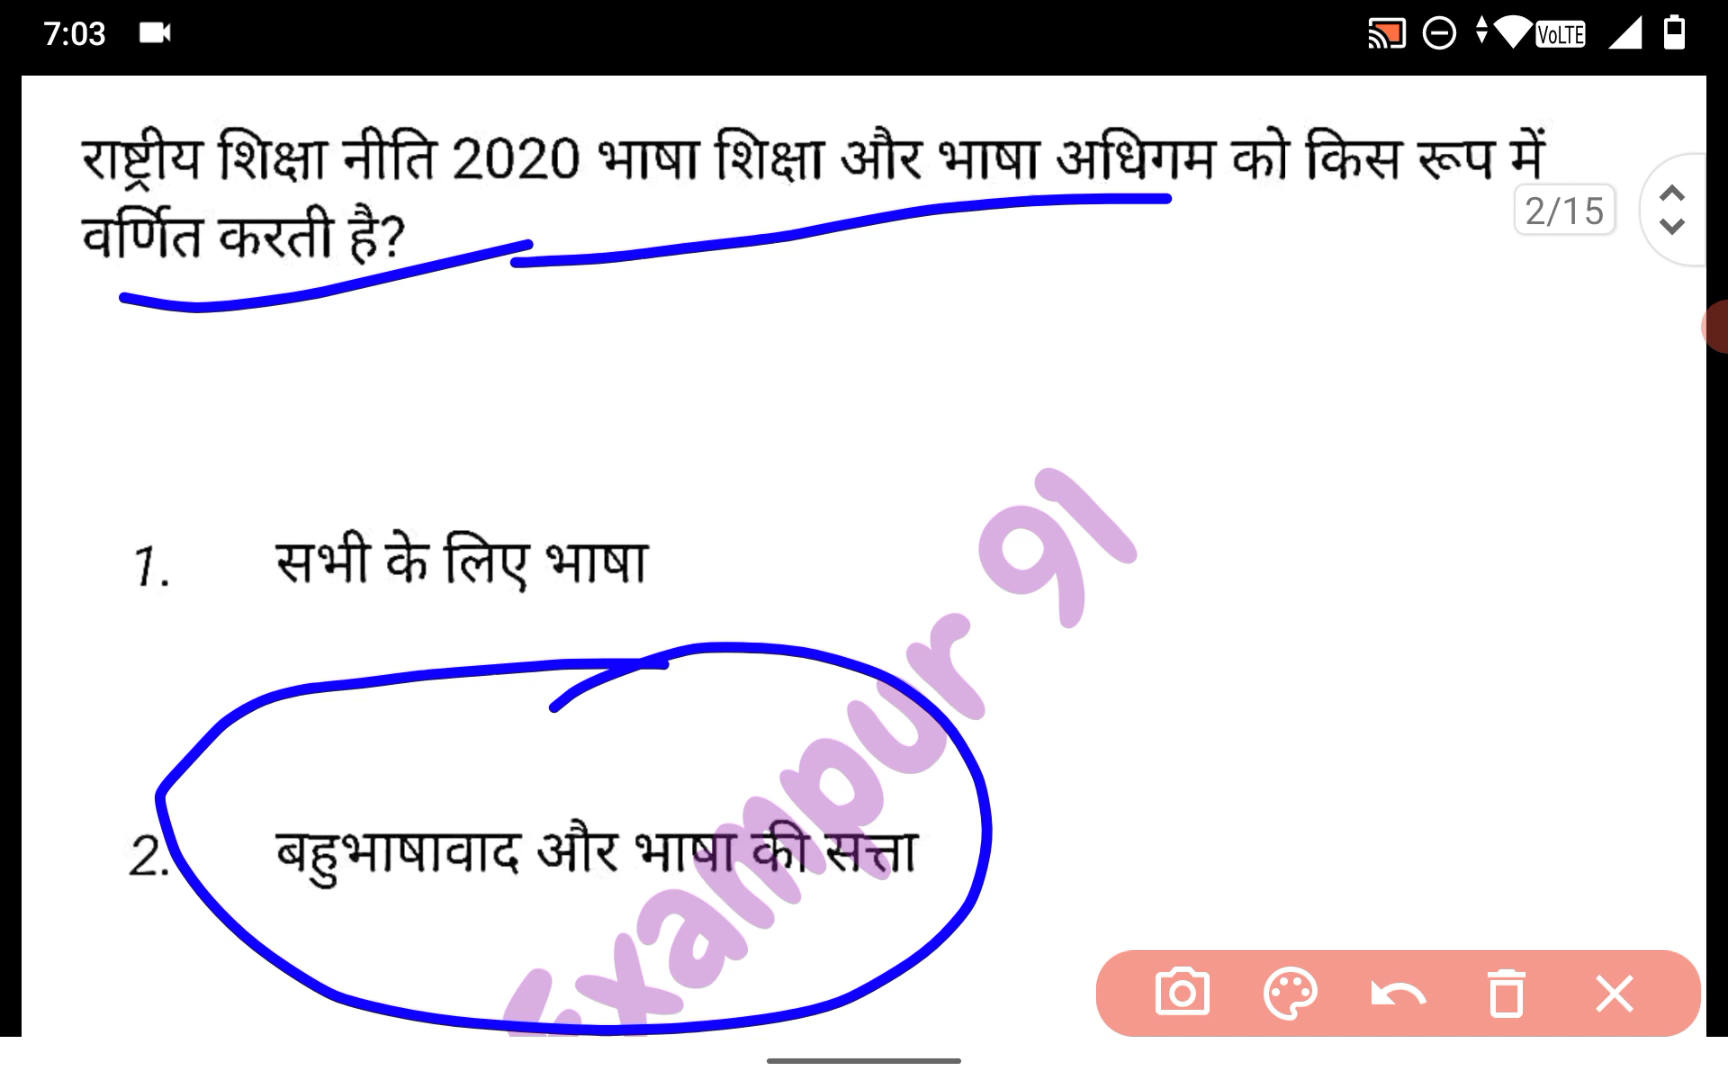 7:03
VoLTE
राष्ट्रीय शिक्षा नीति 2020 भाषा शिक्षा और भाषा अधिगम को किस रूप में
वर्णित करती है?
2/15
1. सभी के लिए भाषा
2. बहुभाषावाद और भाषा की सत्ता
Exampur 91